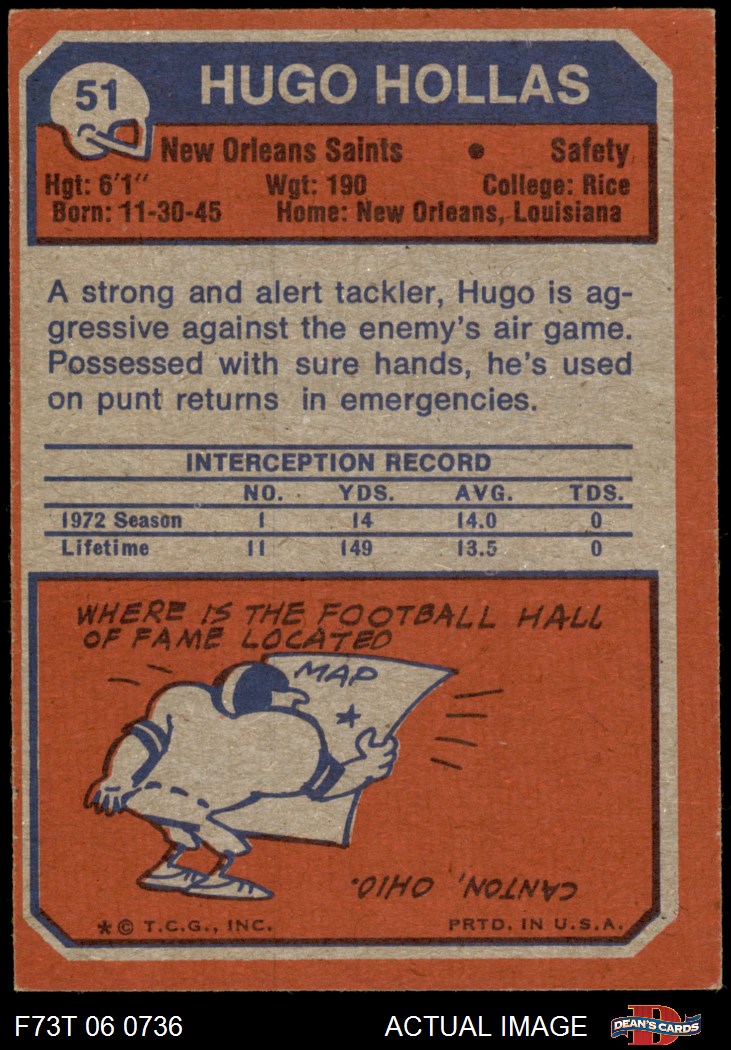 51
HUGO HOLLAS
New Orleans Saints • Safety
Hgt: 6'1" Wgt: 190 College: Rice
Born: 11-30-45 Home: New Orleans, Louisiana
A strong and alert tackler, Hugo is ag-
gressive against the enemy's air game.
Possessed with sure hands, he's used
on punt returns in emergencies.
INTERCEPTION RECORD
NO. YDS. AVG. TDS.
1972 Season 1 14 14.0 0
Lifetime 11 149 13.5 0
WHERE IS THE FOOTBALL HALL
OF FAME LOCATED
MAP
CANTON, OHIO.
* © T.C.G., INC. PRTD. IN U.S.A.
F73T 06 0736 ACTUAL IMAGE DEAN'S CARDS